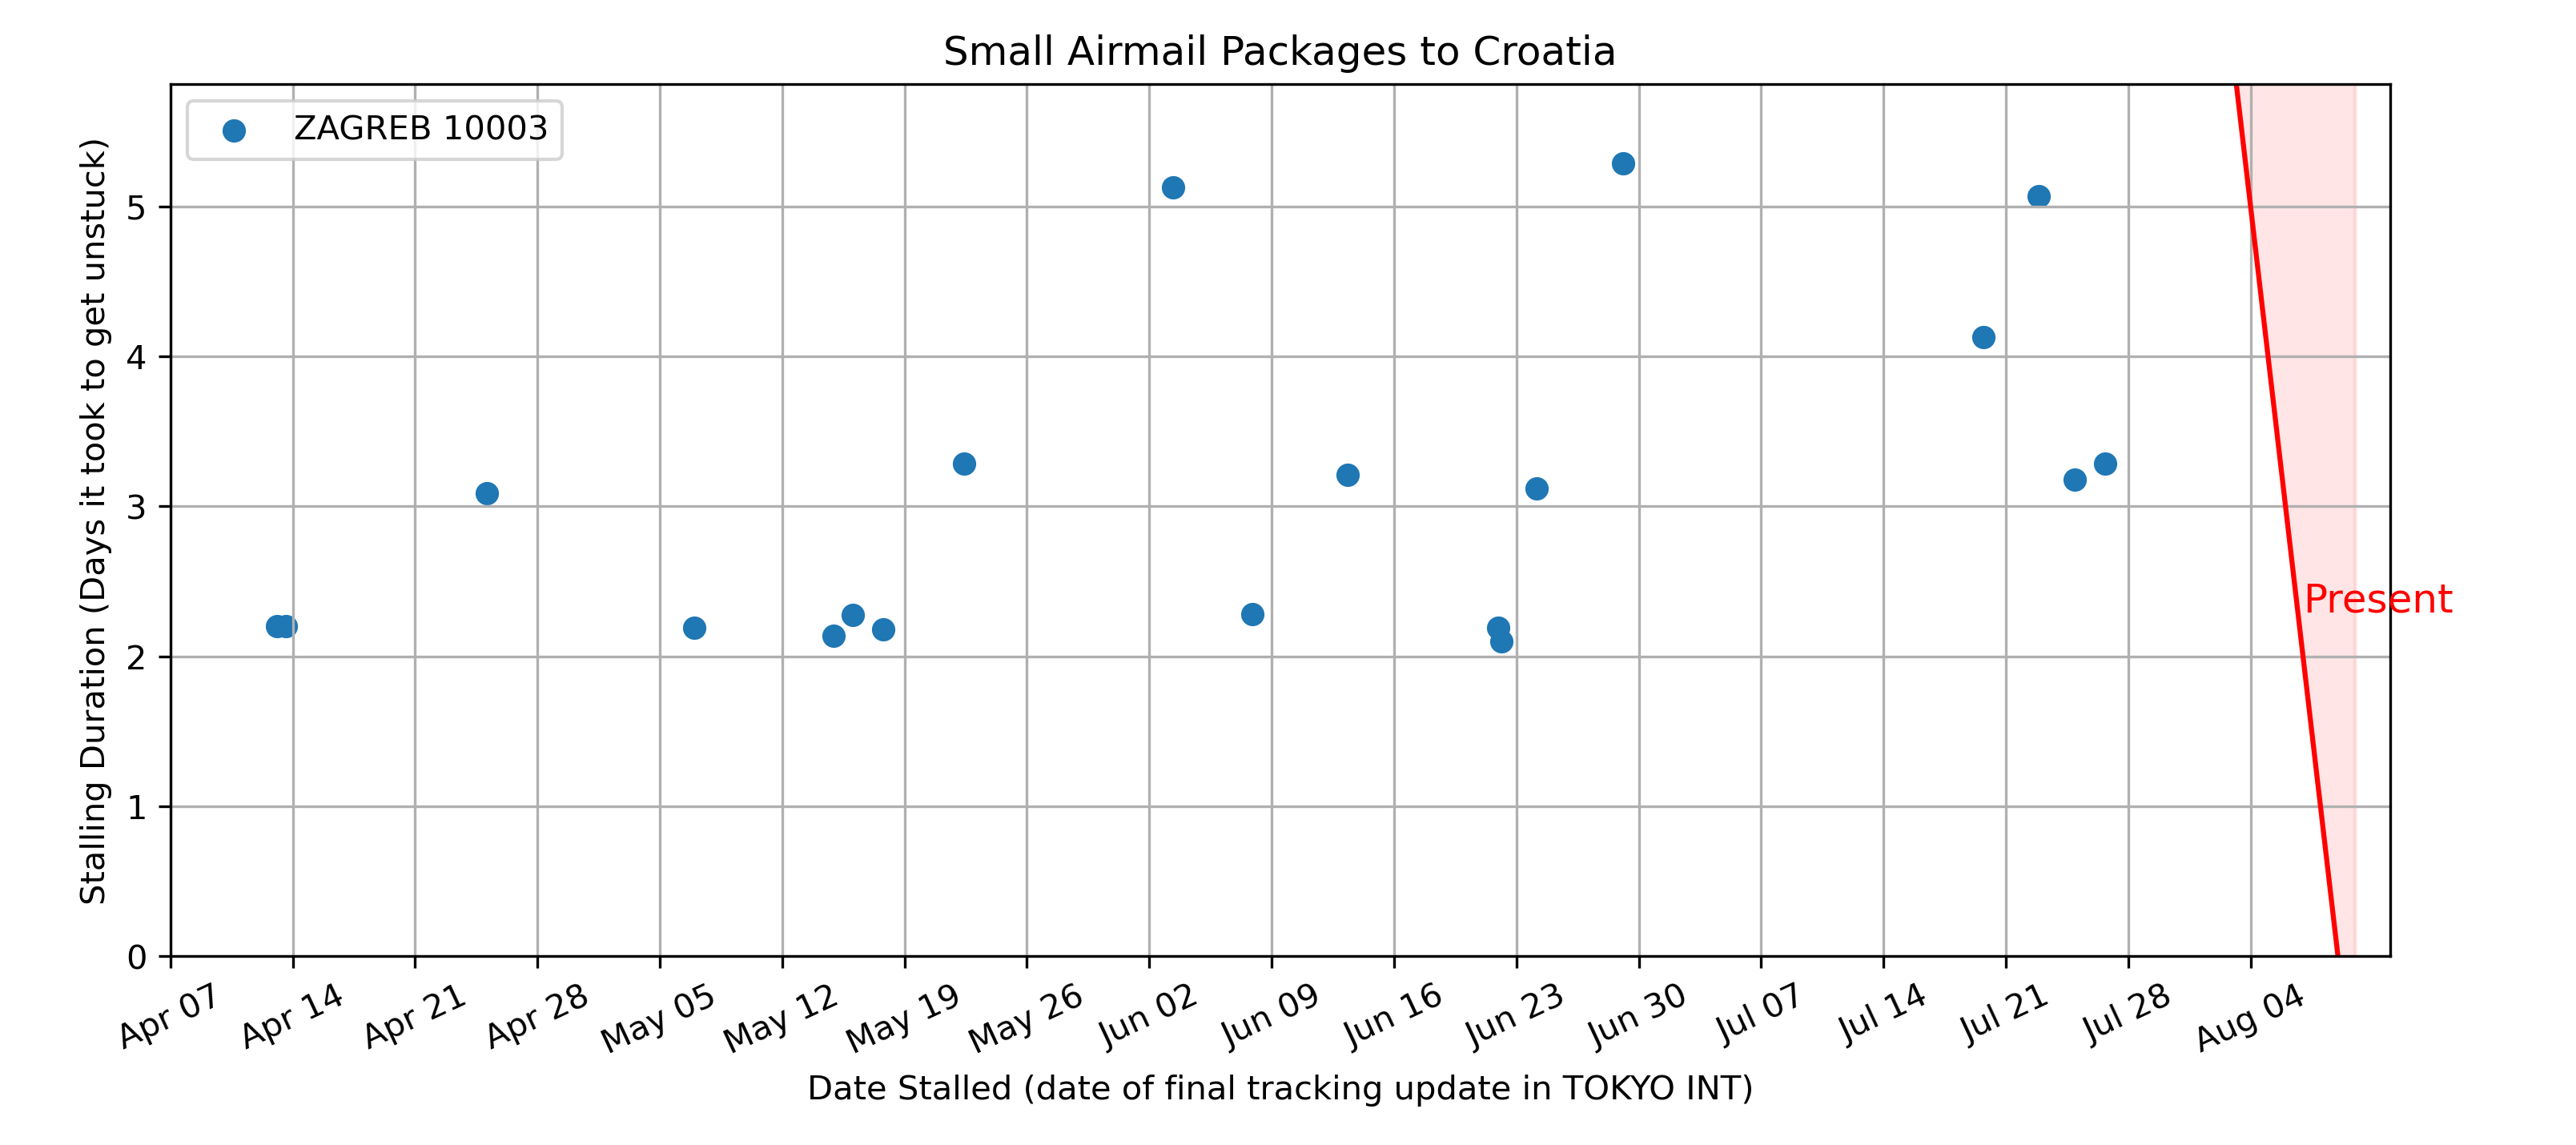 Small Airmail Packages to Croatia
ZAGREB 10003
Stalling Duration (Days it took to get unstuck)
5
4
3
2
1
0
Present
Apr 07
Apr 14
Apr 21
Apr 28
May 05
May 12
May 19
May 26
Jun 02
Jun 09
Jun 16
Jun 23
Jun 30
Jul 07
Jul 14
Jul 21
Jul 28
Aug 04
Date Stalled (date of final tracking update in TOKYO INT)